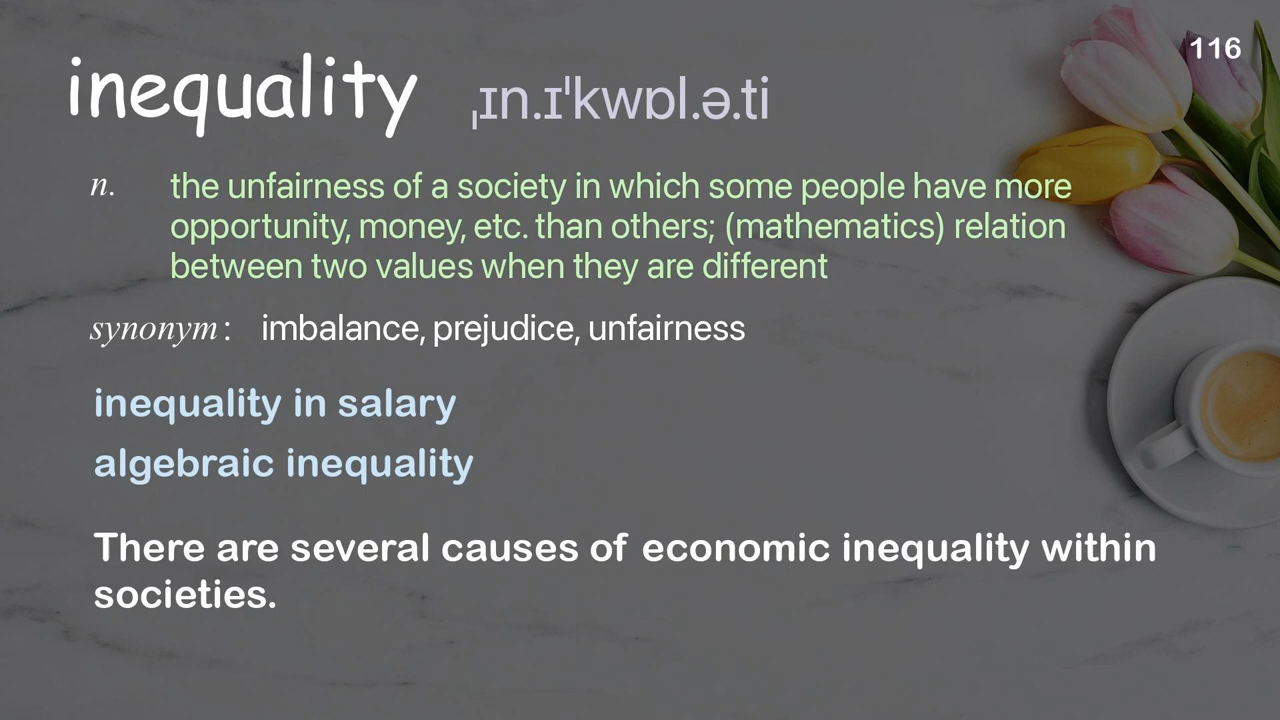 116
inequality ˌɪn.ɪˈkwɒl.ə.ti
n. the unfairness of a society in which some people have more
opportunity, money, etc. than others; (mathematics) relation
between two values when they are different
synonym: imbalance, prejudice, unfairness
inequality in salary
algebraic inequality
There are several causes of economic inequality within
societies.